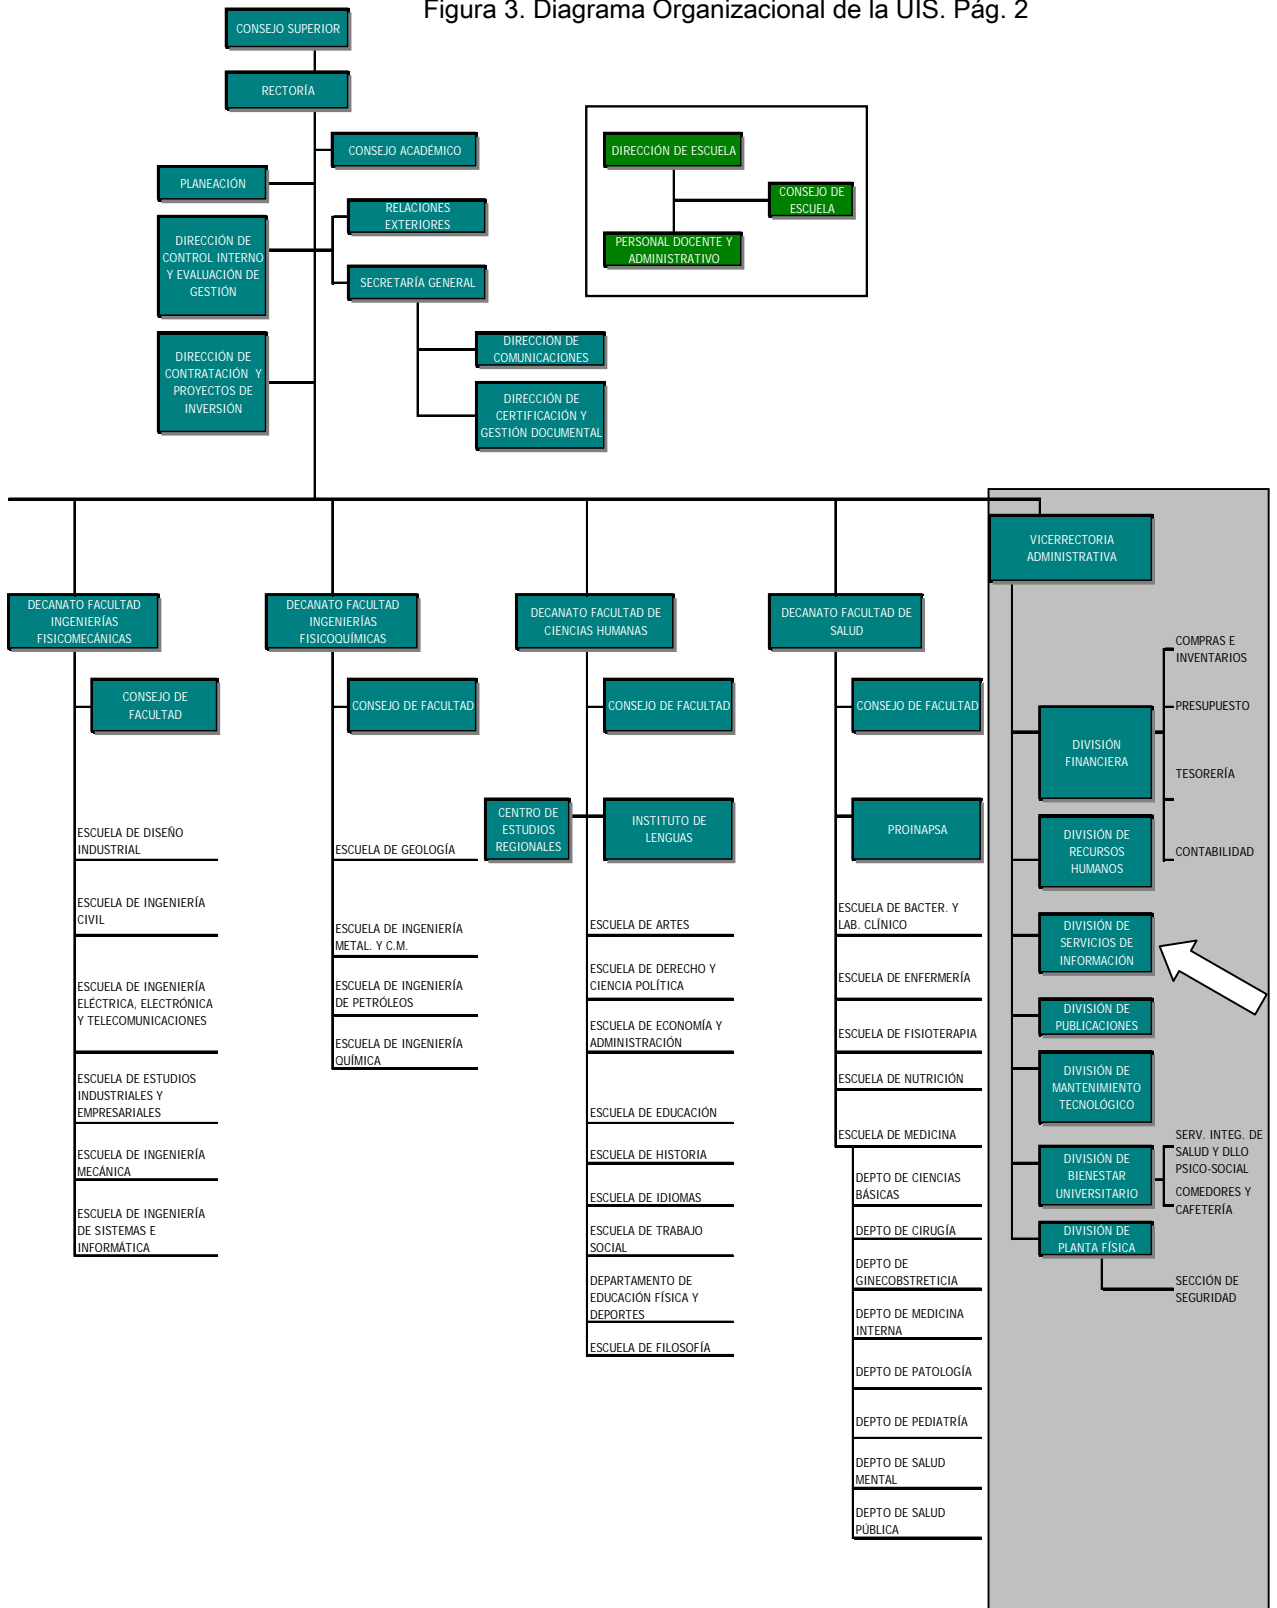 Figura 3. Diagrama Organizacional de la UIS. Pág. 2
CONSEJO SUPERIOR
RECTORÍA
CONSEJO ACADÉMICO
PLANEACIÓN
RELACIONES
EXTERIORES
DIRECCIÓN DE
CONTROL INTERNO
Y EVALUACIÓN DE
GESTIÓN
SECRETARÍA GENERAL
DIRECCIÓN DE
COMUNICACIONES
DIRECCIÓN DE
CONTRATACIÓN Y
PROYECTOS DE
INVERSIÓN
DIRECCIÓN DE
CERTIFICACIÓN Y
GESTIÓN DOCUMENTAL
DIRECCIÓN DE ESCUELA
CONSEJO DE
ESCUELA
PERSONAL DOCENTE Y
ADMINISTRATIVO
DECANATO FACULTAD
INGENIERÍAS
FISICOMECÁNICAS
CONSEJO DE
FACULTAD
ESCUELA DE DISEÑO
INDUSTRIAL
ESCUELA DE INGENIERÍA
CIVIL
ESCUELA DE INGENIERÍA
ELÉCTRICA, ELECTRÓNICA
Y TELECOMUNICACIONES
ESCUELA DE ESTUDIOS
INDUSTRIALES Y
EMPRESARIALES
ESCUELA DE INGENIERÍA
MECÁNICA
ESCUELA DE INGENIERÍA
DE SISTEMAS E
INFORMÁTICA
DECANATO FACULTAD
INGENIERÍAS
FISICOQUÍMICAS
CONSEJO DE FACULTAD
ESCUELA DE GEOLOGÍA
ESCUELA DE INGENIERÍA
METAL. Y C.M.
ESCUELA DE INGENIERÍA
DE PETRÓLEOS
ESCUELA DE INGENIERÍA
QUÍMICA
DECANATO FACULTAD DE
CIENCIAS HUMANAS
CONSEJO DE FACULTAD
CENTRO DE
ESTUDIOS
REGIONALES
INSTITUTO DE
LENGUAS
ESCUELA DE ARTES
ESCUELA DE DERECHO Y
CIENCIA POLÍTICA
ESCUELA DE ECONOMÍA Y
ADMINISTRACIÓN
ESCUELA DE EDUCACIÓN
ESCUELA DE HISTORIA
ESCUELA DE IDIOMAS
ESCUELA DE TRABAJO
SOCIAL
DEPARTAMENTO DE
EDUCACIÓN FÍSICA Y
DEPORTES
ESCUELA DE FILOSOFÍA
DECANATO FACULTAD DE
SALUD
CONSEJO DE FACULTAD
PROINAPSA
ESCUELA DE BACTER. Y
LAB. CLÍNICO
ESCUELA DE ENFERMERÍA
ESCUELA DE FISIOTERAPIA
ESCUELA DE NUTRICIÓN
ESCUELA DE MEDICINA
DEPTO DE CIENCIAS
BÁSICAS
DEPTO DE CIRUGÍA
DEPTO DE
GINECOBSTRETICIA
DEPTO DE MEDICINA
INTERNA
DEPTO DE PATOLOGÍA
DEPTO DE PEDIATRÍA
DEPTO DE SALUD
MENTAL
DEPTO DE SALUD
PÚBLICA
VICERRECTORIA
ADMINISTRATIVA
DIVISIÓN
FINANCIERA
COMPRAS E
INVENTARIOS
PRESUPUESTO
TESORERÍA
CONTABILIDAD
DIVISIÓN DE
RECURSOS
HUMANOS
DIVISIÓN DE
SERVICIOS DE
INFORMACIÓN
DIVISIÓN DE
PUBLICACIONES
DIVISIÓN DE
MANTENIMIENTO
TECNOLÓGICO
DIVISIÓN DE
BIENESTAR
UNIVERSITARIO
SERV. INTEG. DE
SALUD Y DLLO
PSICO-SOCIAL
COMEDORES Y
CAFETERÍA
DIVISIÓN DE
PLANTA FÍSICA
SECCIÓN DE
SEGURIDAD